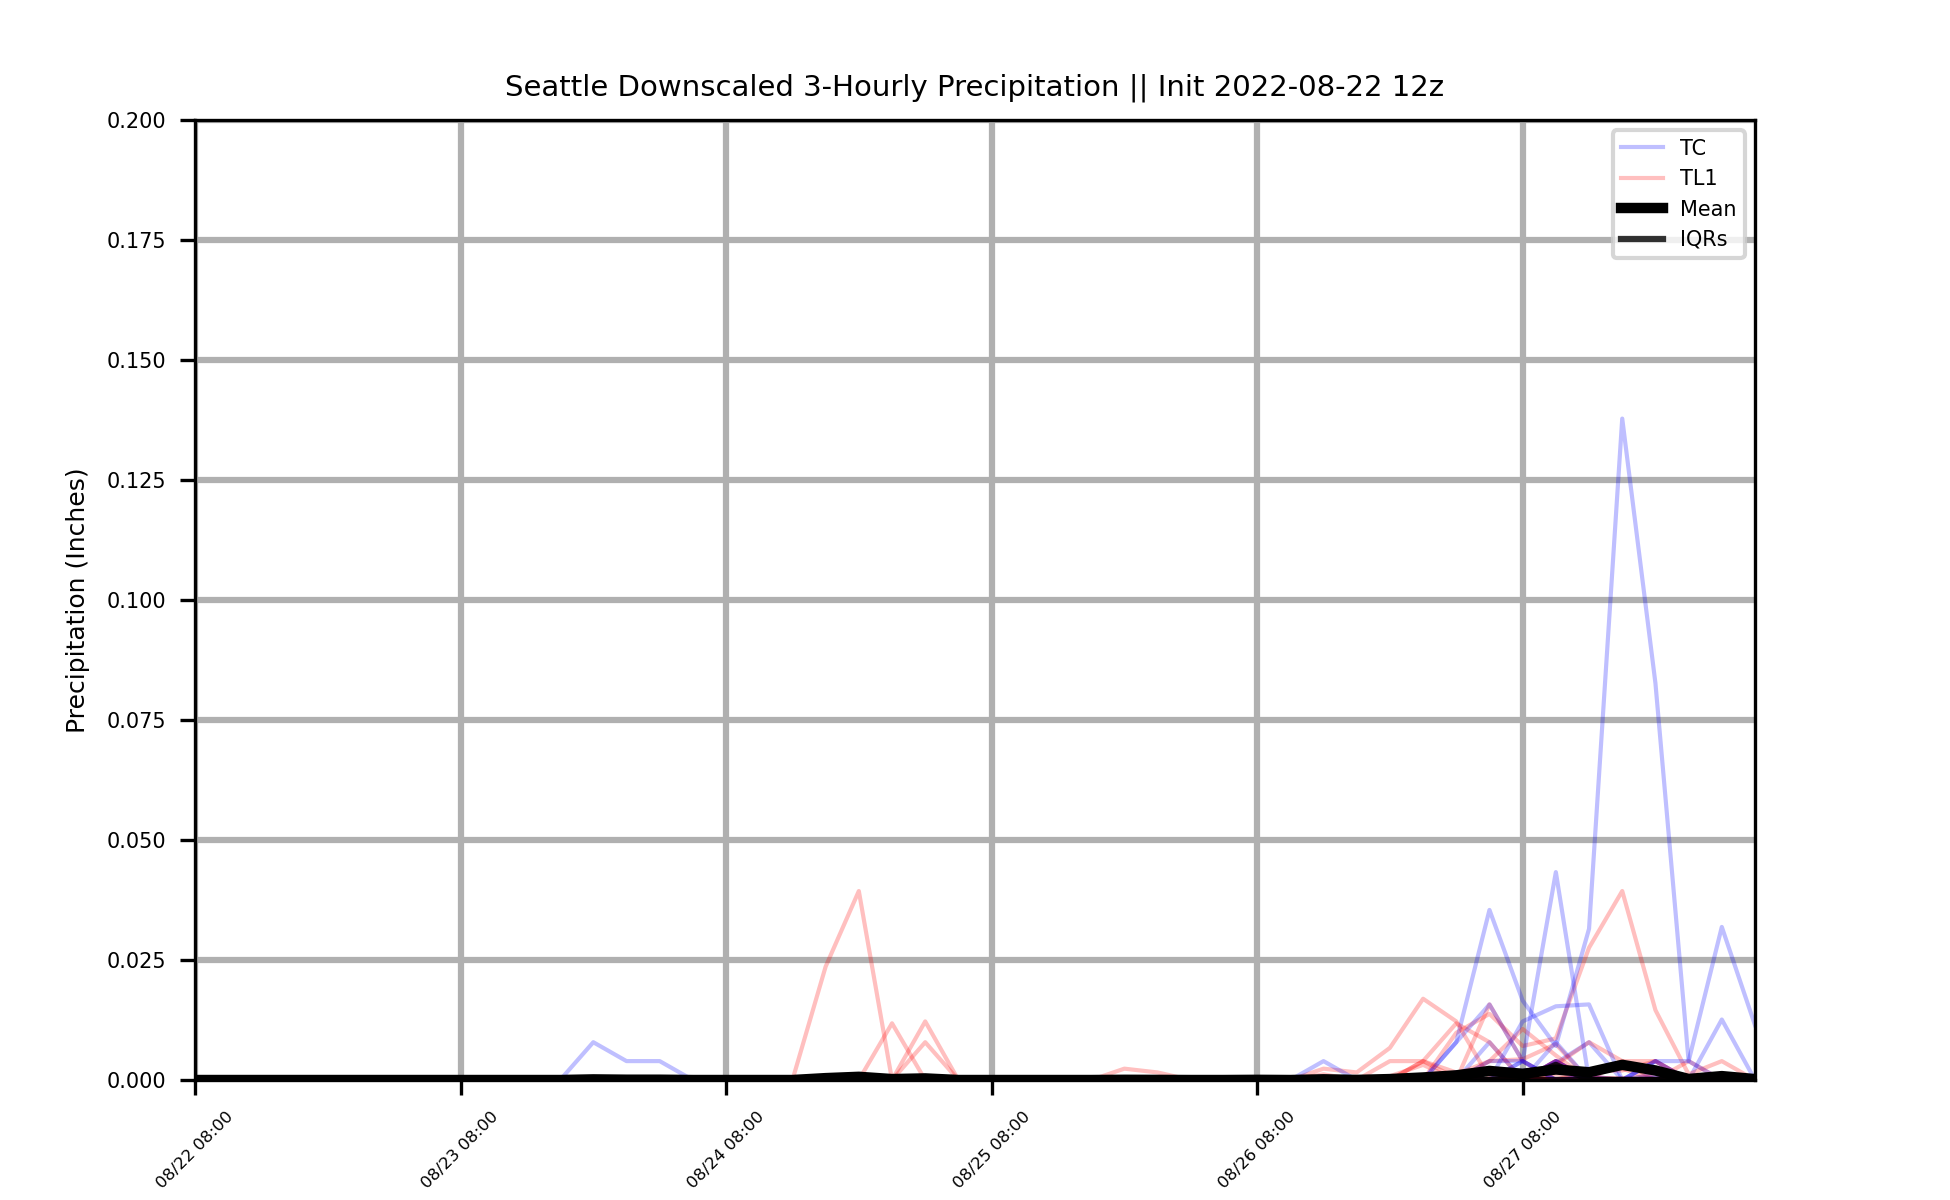 Seattle Downscaled 3-Hourly Precipitation || Init 2022-08-22 12z
TC
TL1
Mean
IQRs
Precipitation (Inches)
0.200
0.175
0.150
0.125
0.100
0.075
0.050
0.025
0.000
08/22 08:00
08/23 08:00
08/24 08:00
08/25 08:00
08/26 08:00
08/27 08:00